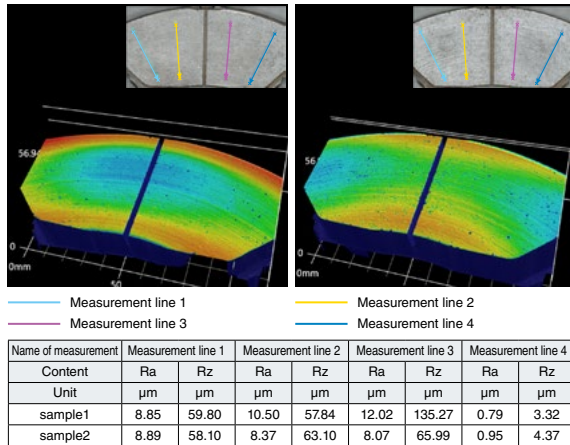 56.94
56.
0
0
0mm
0mm
50
Measurement line 1
Measurement line 2
Measurement line 3
Measurement line 4
Name of measurement Measurement line 1 Measurement line 2 Measurement line 3 Measurement line 4
Content Ra Rz Ra Rz Ra Rz Ra Rz
Unit μm μm μm μm μm μm μm μm
sample1 8.85 59.80 10.50 57.84 12.02 135.27 0.79 3.32
sample2 8.89 58.10 8.37 63.10 8.07 65.99 0.95 4.37